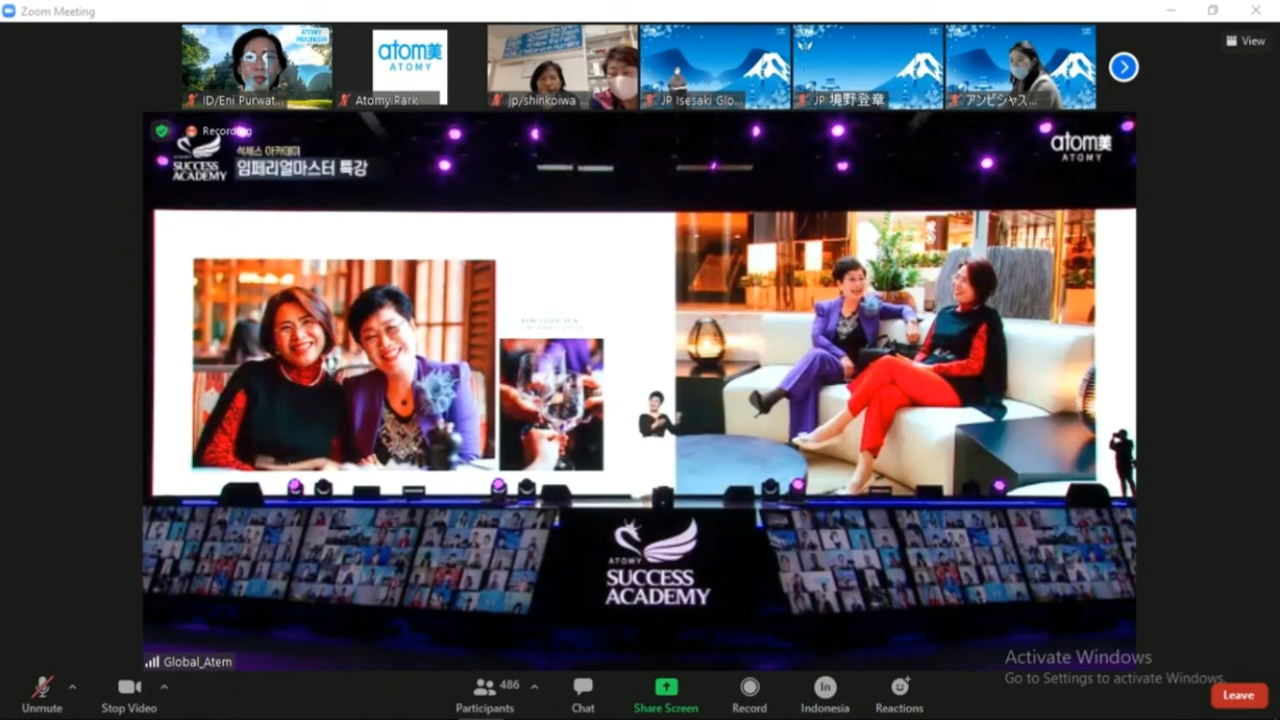 Zoom Meeting
View
atom美
ATOMY
ATOMY
INDONESIA
ID/Eni Purwat...
Atomy Park
jp/shinkoiwa
JP Isesaki Glo...
JP 境野登章
アンビシャス...
Recording
SUCCESS
ACADEMY
석세스 아카데미
임페리얼마스터 특강
atom美
ATOMY
ATOMY
SUCCESS
ACADEMY
Global_Atem
Activate Windows
Go to Settings to activate Windows.
Unmute
Stop Video
486
Participants
Chat
Share Screen
Record
In
Indonesia
Reactions
Leave